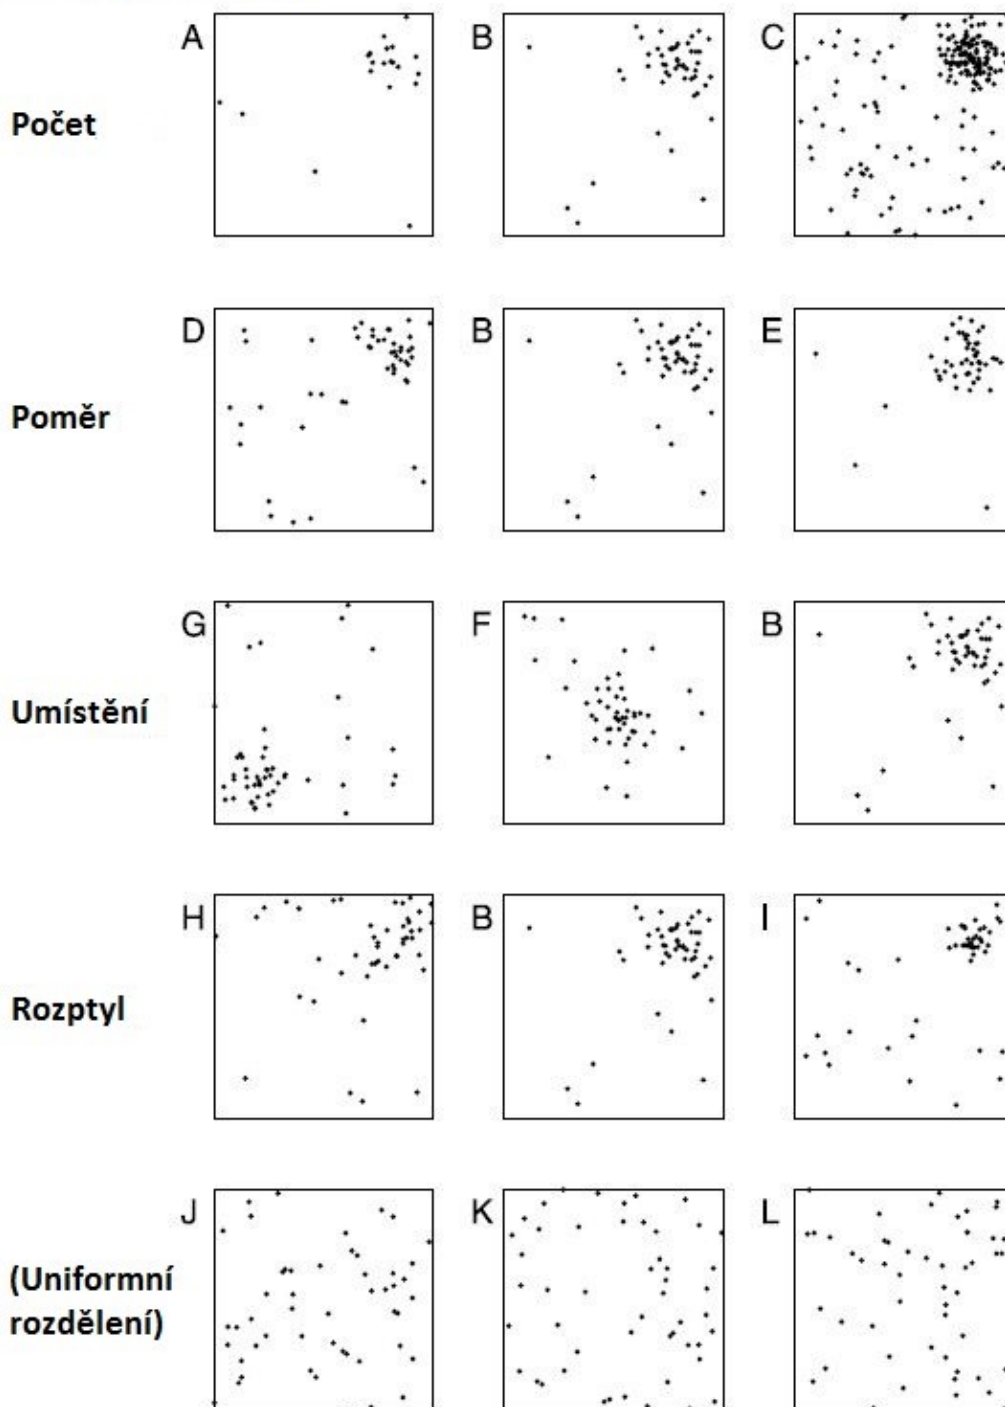 A B C
Počet
D B E
Poměr
G F B
Umístění
H B I
Rozptyl
J K L
(Uniformní
rozdělení)